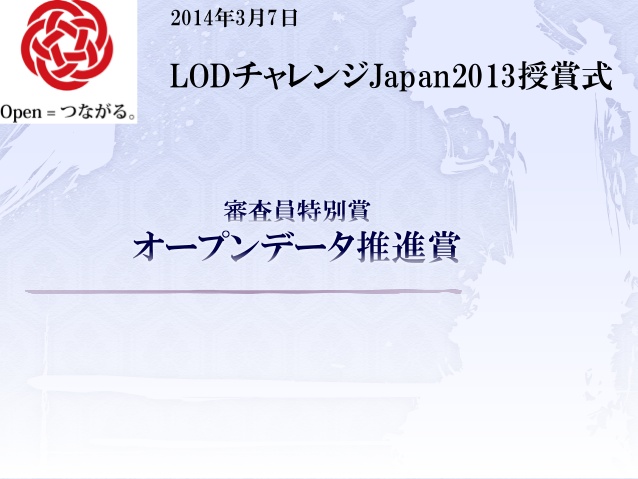 2014年3月7日
LODチャレンジJapan2013授賞式
Open = つながる。
審査員特別賞
オープンデータ推進賞